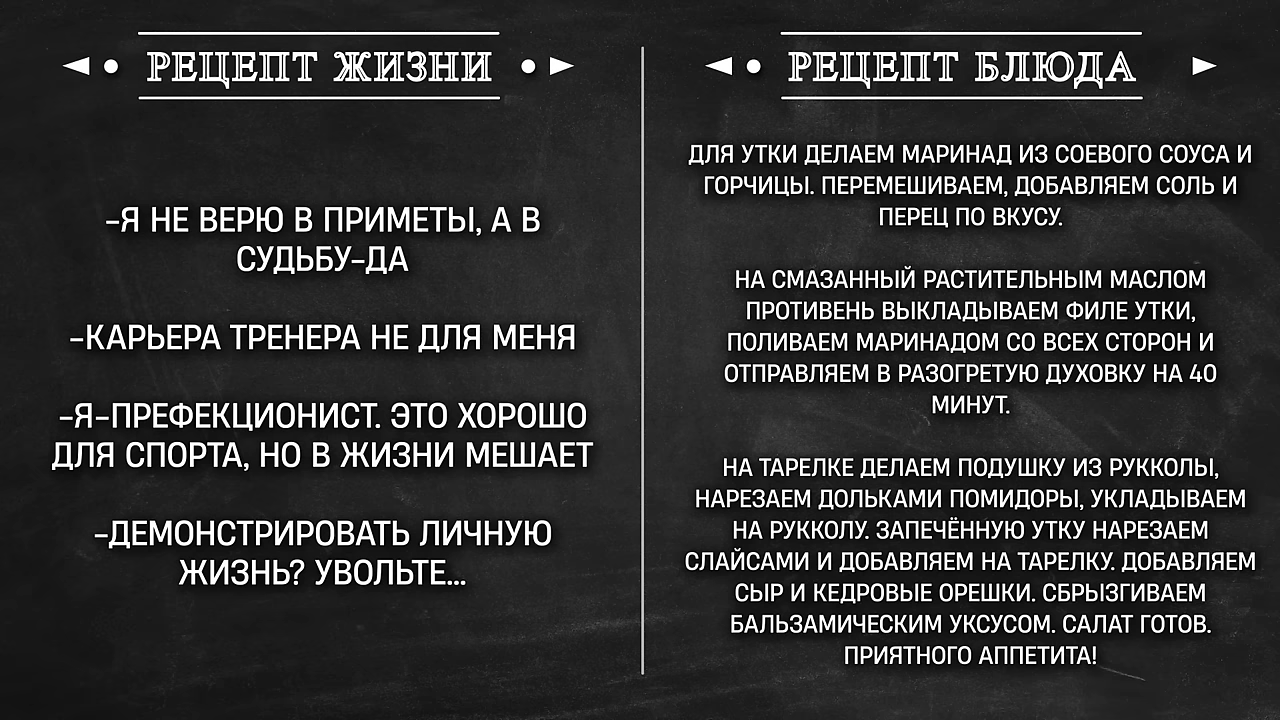 РЕЦЕПТ ЖИЗНИ
-Я НЕ ВЕРЮ В ПРИМЕТЫ, А В
СУДЬБУ-ДА
-КАРЬЕРА ТРЕНЕРА НЕ ДЛЯ МЕНЯ
-Я-ПРЕФЕКЦИОНИСТ. ЭТО ХОРОШО
ДЛЯ СПОРТА, НО В ЖИЗНИ МЕШАЕТ
-ДЕМОНСТРИРОВАТЬ ЛИЧНУЮ
ЖИЗНЬ? УВОЛЬТЕ...
РЕЦЕПТ БЛЮДА
ДЛЯ УТКИ ДЕЛАЕМ МАРИНАД ИЗ СОЕВОГО СОУСА И
ГОРЧИЦЫ. ПЕРЕМЕШИВАЕМ, ДОБАВЛЯЕМ СОЛЬ И
ПЕРЕЦ ПО ВКУСУ.
НА СМАЗАННЫЙ РАСТИТЕЛЬНЫМ МАСЛОМ
ПРОТИВЕНЬ ВЫКЛАДЫВАЕМ ФИЛЕ УТКИ,
ПОЛИВАЕМ МАРИНАДОМ СО ВСЕХ СТОРОН И
ОТПРАВЛЯЕМ В РАЗОГРЕТУЮ ДУХОВКУ НА 40
МИНУТ.
НА ТАРЕЛКЕ ДЕЛАЕМ ПОДУШКУ ИЗ РУККОЛЫ,
НАРЕЗАЕМ ДОЛЬКАМИ ПОМИДОРЫ, УКЛАДЫВАЕМ
НА РУККОЛУ. ЗАПЕЧЁННУЮ УТКУ НАРЕЗАЕМ
СЛАЙСАМИ И ДОБАВЛЯЕМ НА ТАРЕЛКУ. ДОБАВЛЯЕМ
СЫР И КЕДРОВЫЕ ОРЕШКИ. СБРЫЗГИВАЕМ
БАЛЬЗАМИЧЕСКИМ УКСУСОМ. САЛАТ ГОТОВ.
ПРИЯТНОГО АППЕТИТА!